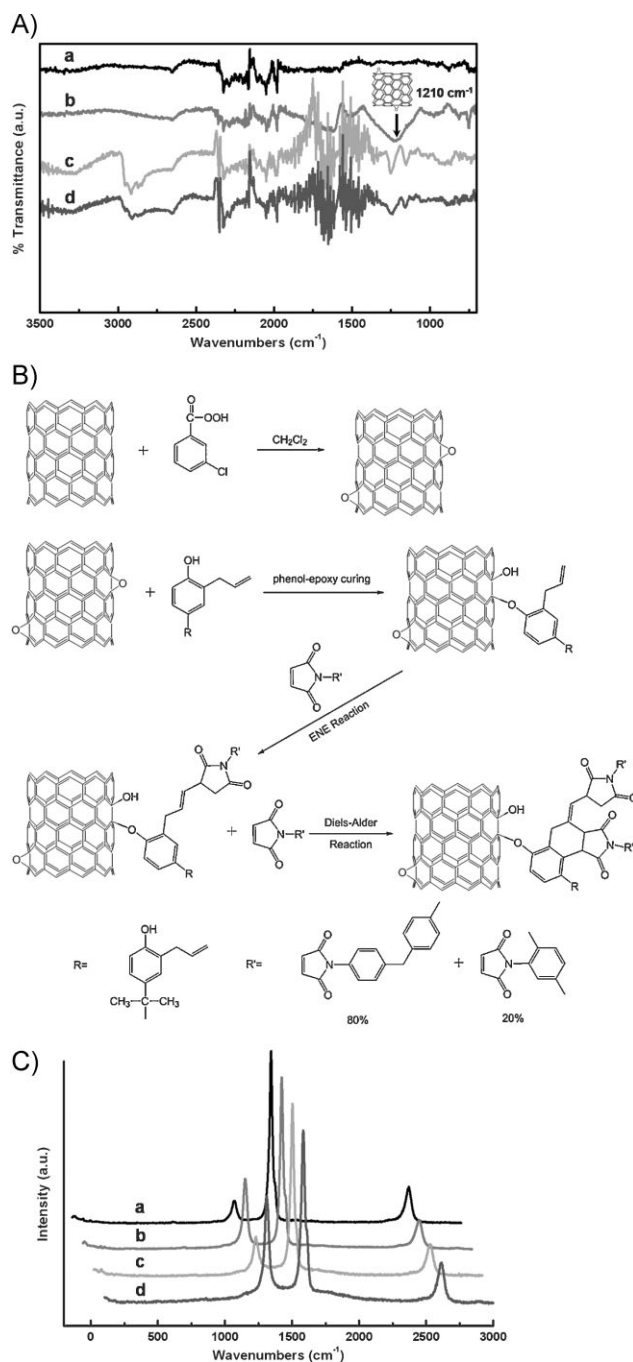 A)
a
b
c
d
1210 cm⁻¹
% Transmittance (a.u.)
3500 3000 2500 2000 1500 1000
Wavenumbers (cm⁻¹)
B)
+
O
C
OOH
Cl
CH₂Cl₂
O
O
O
O
+
OH
R
phenol-epoxy curing
OH
O
O
R
O
N-R'
O
ENE Reaction
R'
O
N
O
OH
O
O
R
+
O
N-R'
O
Diels-Alder
Reaction
R'
O
N
O
OH
O
N-R'
O
O
O
R
R=
OH
CH₃-C-CH₃
R'=
O
N
O
80%
+
O
N
O
20%
C)
a
b
c
d
Intensity (a.u.)
0 500 1000 1500 2000 2500 3000
Wavenumbers (cm⁻¹)